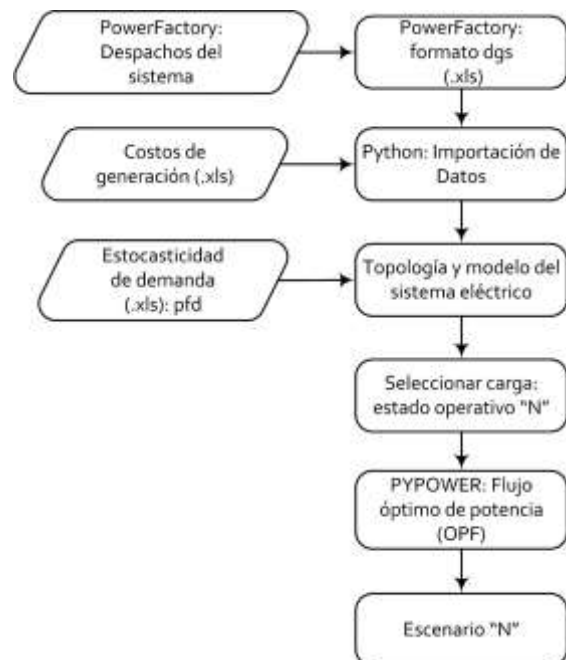 PowerFactory:
Despachos del
sistema
PowerFactory:
formato dgs
(.xls)
Costos de
generación (.xls)
Python: Importación de
Datos
Estocasticidad
de demanda
(.xls): pfd
Topología y modelo del
sistema eléctrico
Seleccionar carga:
estado operativo "N"
PYPOWER: Flujo
óptimo de potencia
(OPF)
Escenario "N"